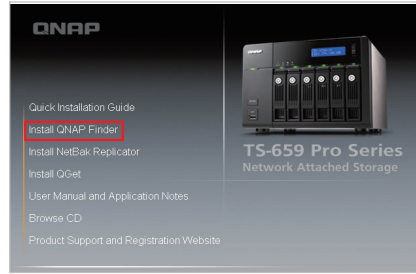 QNAP
Quick Installation Guide
Install QNAP Finder
Install NetBak Replicator
Install QGet
User Manual and Application Notes
Browse CD
Product Support and Registration Website
TS-659 Pro Series
Network Attached Storage